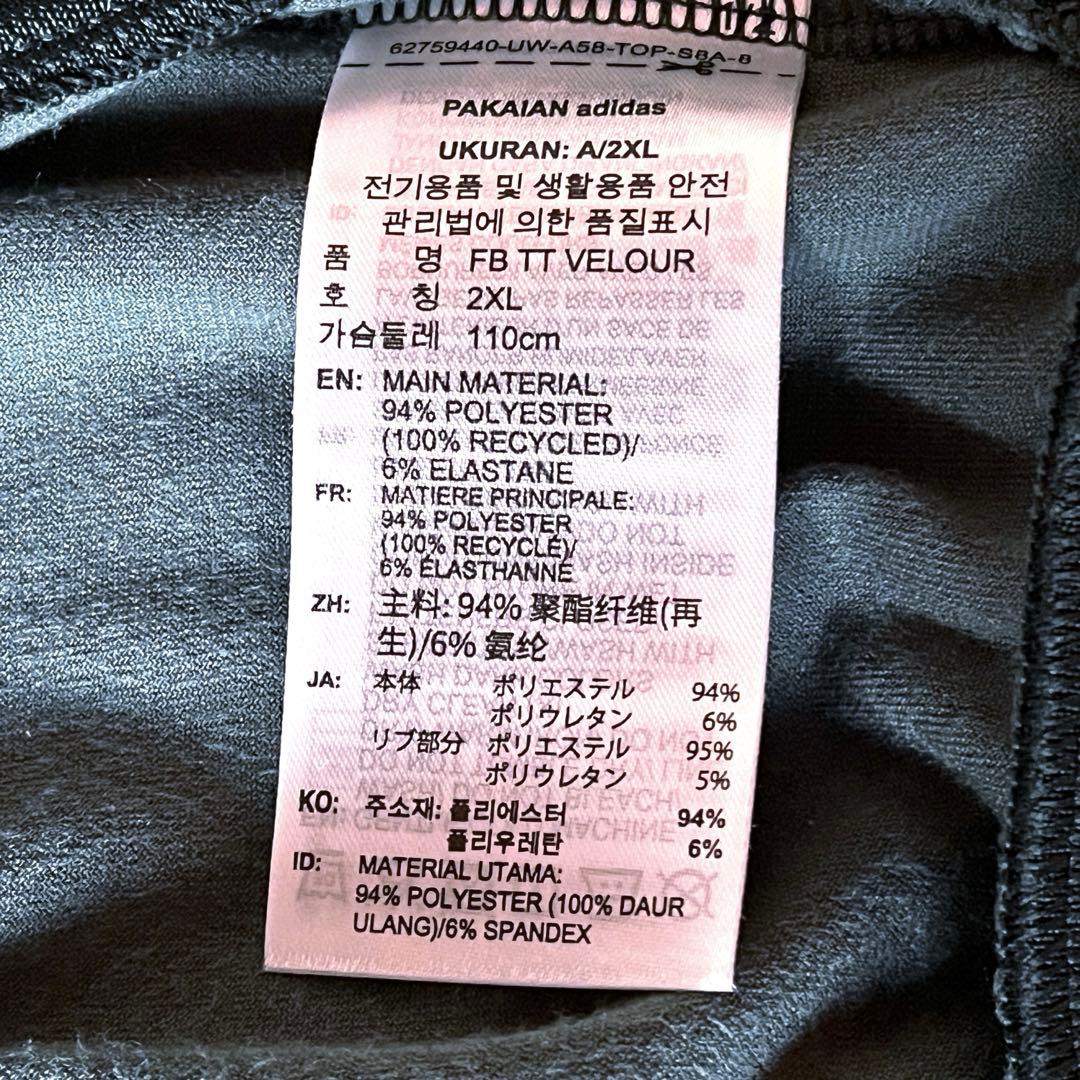 62759440-UW-A58-TOP-S8A-8
PAKAIAN adidas
UKURAN: A/2XL
전기용품 및 생활용품 안전
관리법에 의한 품질표시
품 명 FB TT VELOUR
호 칭 2XL
가슴둘레 110cm
EN: MAIN MATERIAL:
94% POLYESTER
(100% RECYCLED)/
6% ELASTANE
FR: MATIERE PRINCIPALE:
94% POLYESTER
(100% RECYCLÉ)/
6% ÉLASTHANNE
ZH: 主料: 94% 聚酯纤维(再
生)/6% 氨纶
JA: 本体 ポリエステル 94%
ポリウレタン 6%
リブ部分 ポリエステル 95%
ポリウレタン 5%
KO: 주소재: 폴리에스터 94%
폴리우레탄 6%
ID: MATERIAL UTAMA:
94% POLYESTER (100% DAUR
ULANG)/6% SPANDEX